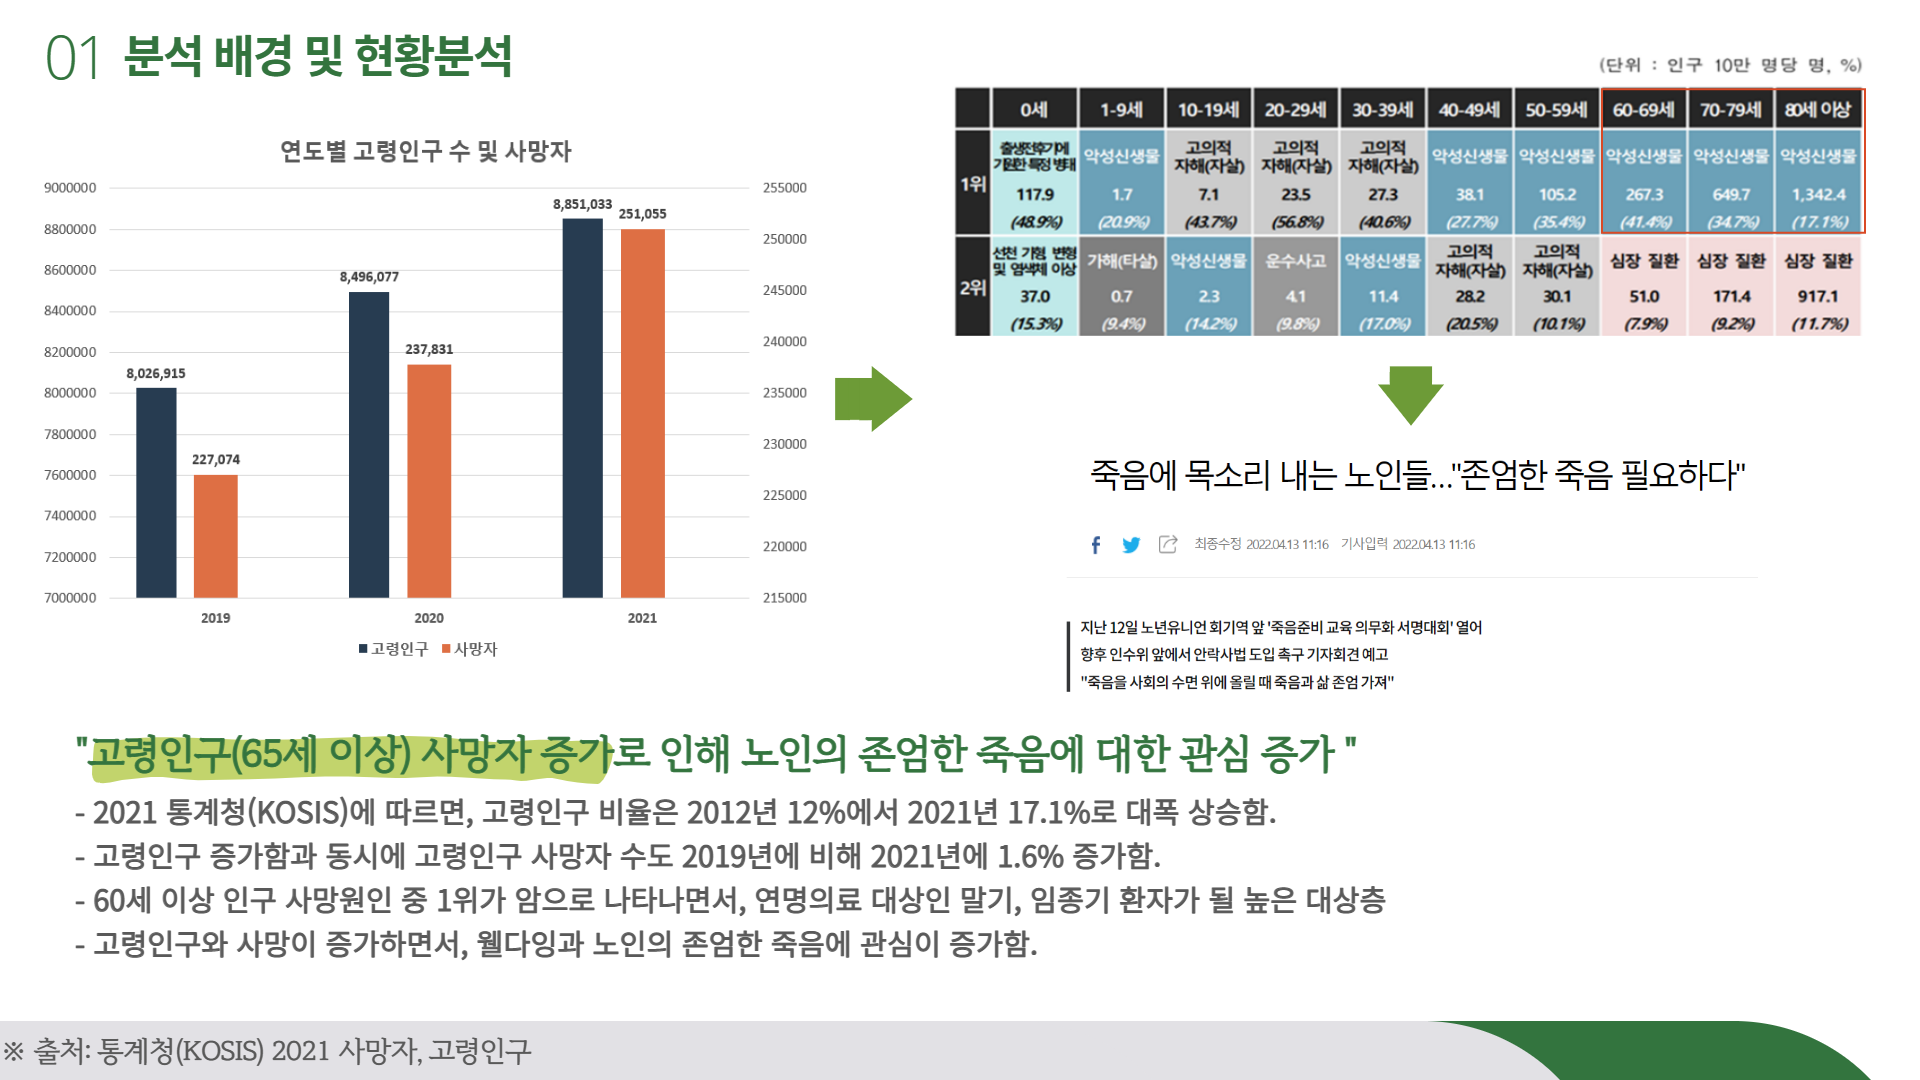 01 분석 배경 및 현황분석
연도별 고령인구 수 및 사망자
9000000
8800000
8600000
8400000
8200000
8000000
7800000
7600000
7400000
7200000
7000000
255000
250000
245000
240000
235000
230000
225000
220000
215000
8,026,915
227,074
8,496,077
237,831
8,851,033
251,055
2019 2020 2021
고령인구 사망자
(단위 : 인구 10만 명당 명, %)
0세 1-9세 10-19세 20-29세 30-39세 40-49세 50-59세 60-69세 70-79세 80세 이상
1위
출생전후기에 기원한 특정 병태 악성신생물 고의적 자해(자살) 고의적 자해(자살) 고의적 자해(자살) 악성신생물 악성신생물 악성신생물 악성신생물 악성신생물
117.9 1.7 7.1 23.5 27.3 38.1 105.2 267.3 649.7 1,342.4
(48.9%) (20.9%) (43.7%) (56.8%) (40.6%) (27.7%) (35.4%) (41.4%) (34.7%) (17.1%)
2위
선천 기형 변형 및 염색체 이상 가해(타살) 악성신생물 운수사고 악성신생물 고의적 자해(자살) 고의적 자해(자살) 심장 질환 심장 질환 심장 질환
37.0 0.7 2.3 4.1 11.4 28.2 30.1 51.0 171.4 917.1
(15.3%) (9.4%) (14.2%) (9.8%) (17.0%) (20.5%) (10.1%) (7.9%) (9.2%) (11.7%)
죽음에 목소리 내는 노인들..."존엄한 죽음 필요하다"
최종수정 2022.04.13 11:16 기사입력 2022.04.13 11:16
지난 12일 노년유니언 회기역 앞 '죽음준비 교육 의무화 서명대회' 열어
향후 인수위 앞에서 안락사법 도입 촉구 기자회견 예고
"죽음을 사회의 수면 위에 올릴 때 죽음과 삶 존엄 가져"
"고령인구(65세 이상) 사망자 증가로 인해 노인의 존엄한 죽음에 대한 관심 증가 "
- 2021 통계청(KOSIS)에 따르면, 고령인구 비율은 2012년 12%에서 2021년 17.1%로 대폭 상승함.
- 고령인구 증가함과 동시에 고령인구 사망자 수도 2019년에 비해 2021년에 1.6% 증가함.
- 60세 이상 인구 사망원인 중 1위가 암으로 나타나면서, 연명의료 대상인 말기, 임종기 환자가 될 높은 대상층
- 고령인구와 사망이 증가하면서, 웰다잉과 노인의 존엄한 죽음에 관심이 증가함.
※ 출처: 통계청(KOSIS) 2021 사망자, 고령인구